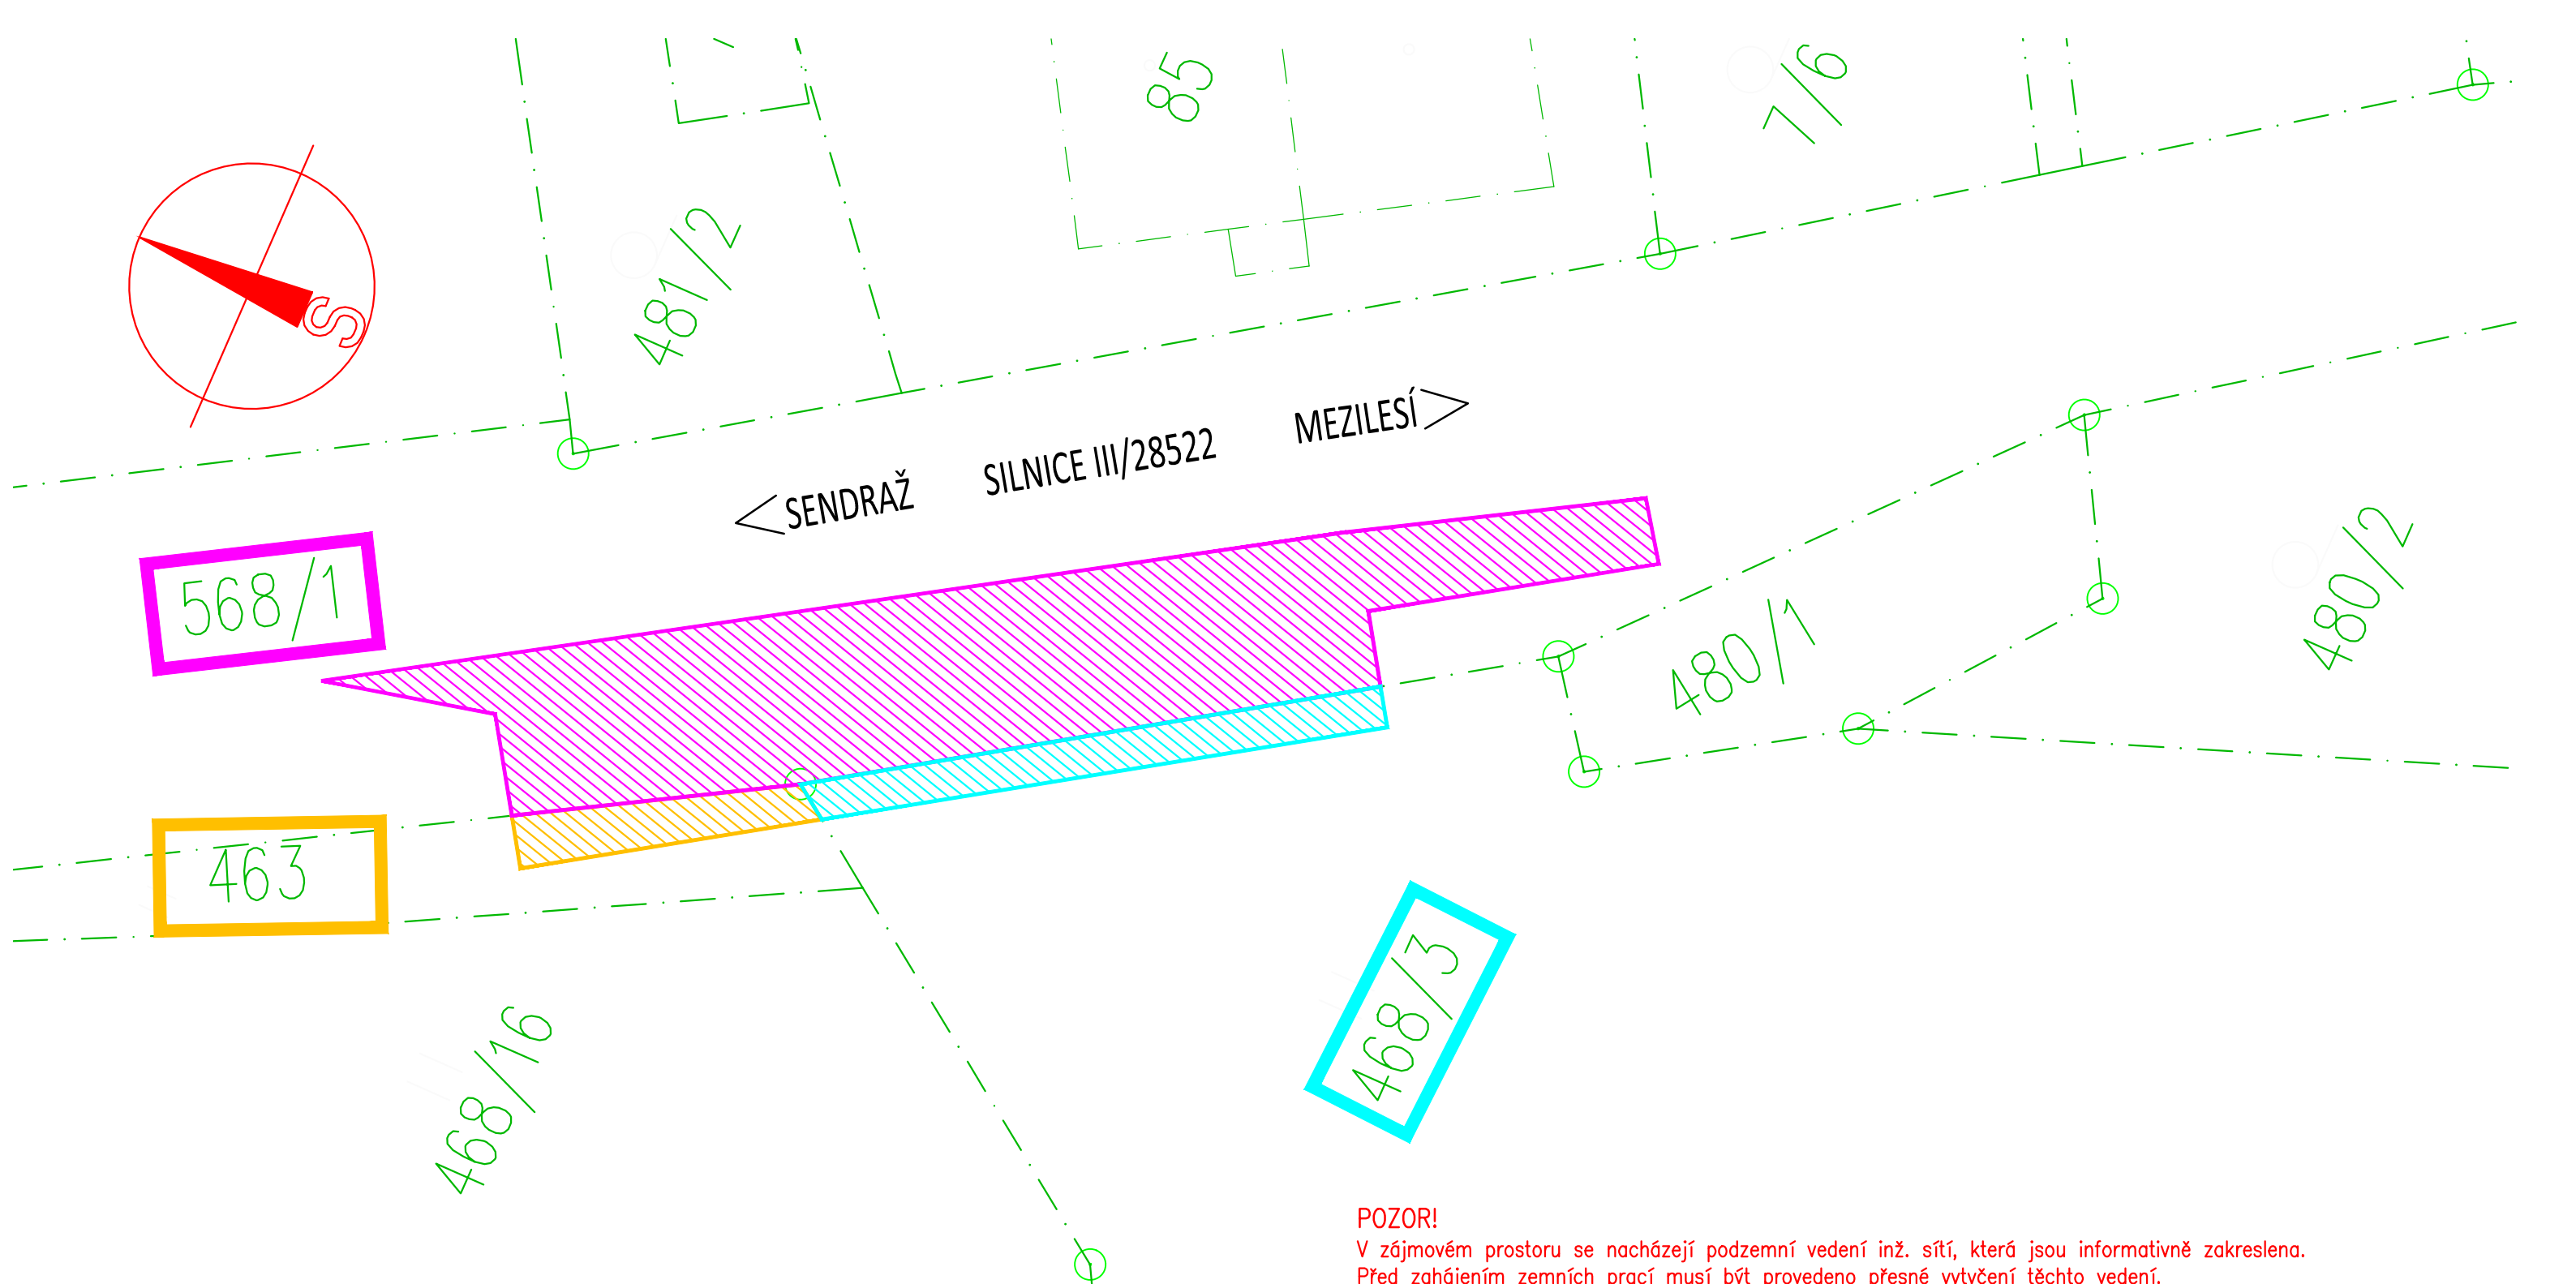 85
7/6
481/2
S
MEZILESÍ
SILNICE III/28522
SENDRAŽ
568/1
480/1
480/2
463
468/3
468/16
POZOR!
V zájmovém prostoru se nacházejí podzemní vedení inž. sítí, která jsou informativně zakreslena.
Před zahájením zemních prací musí být provedeno přesné vytyčení těchto vedení.